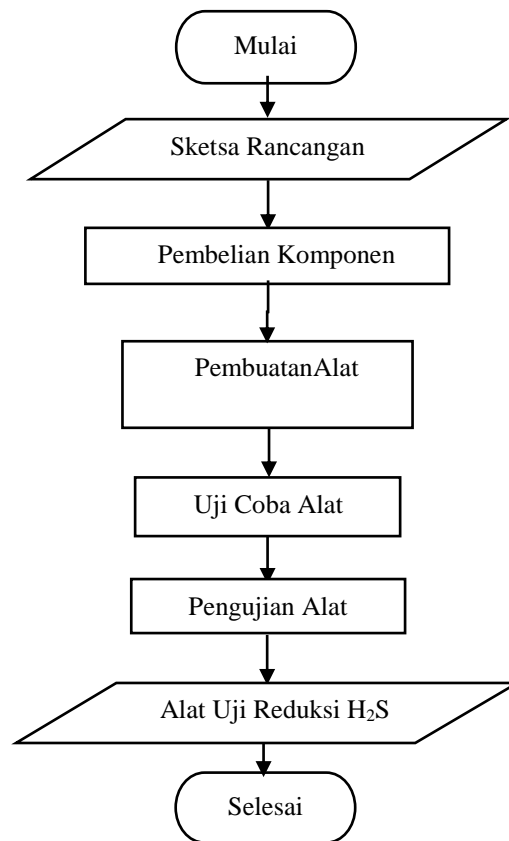 Mulai
Sketsa Rancangan
Pembelian Komponen
PembuatanAlat
Uji Coba Alat
Pengujian Alat
Alat Uji Reduksi H₂S
Selesai